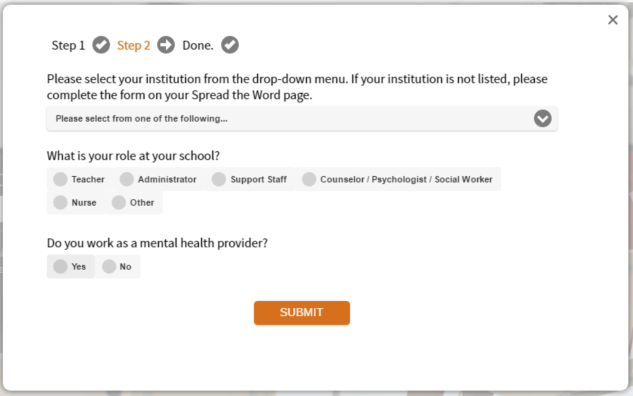 Step 1 Step 2 Done.
Please select your institution from the drop-down menu. If your institution is not listed, please
complete the form on your Spread the Word page.
Please select from one of the following...
What is your role at your school?
Teacher Administrator Support Staff Counselor / Psychologist / Social Worker
Nurse Other
Do you work as a mental health provider?
Yes No
SUBMIT